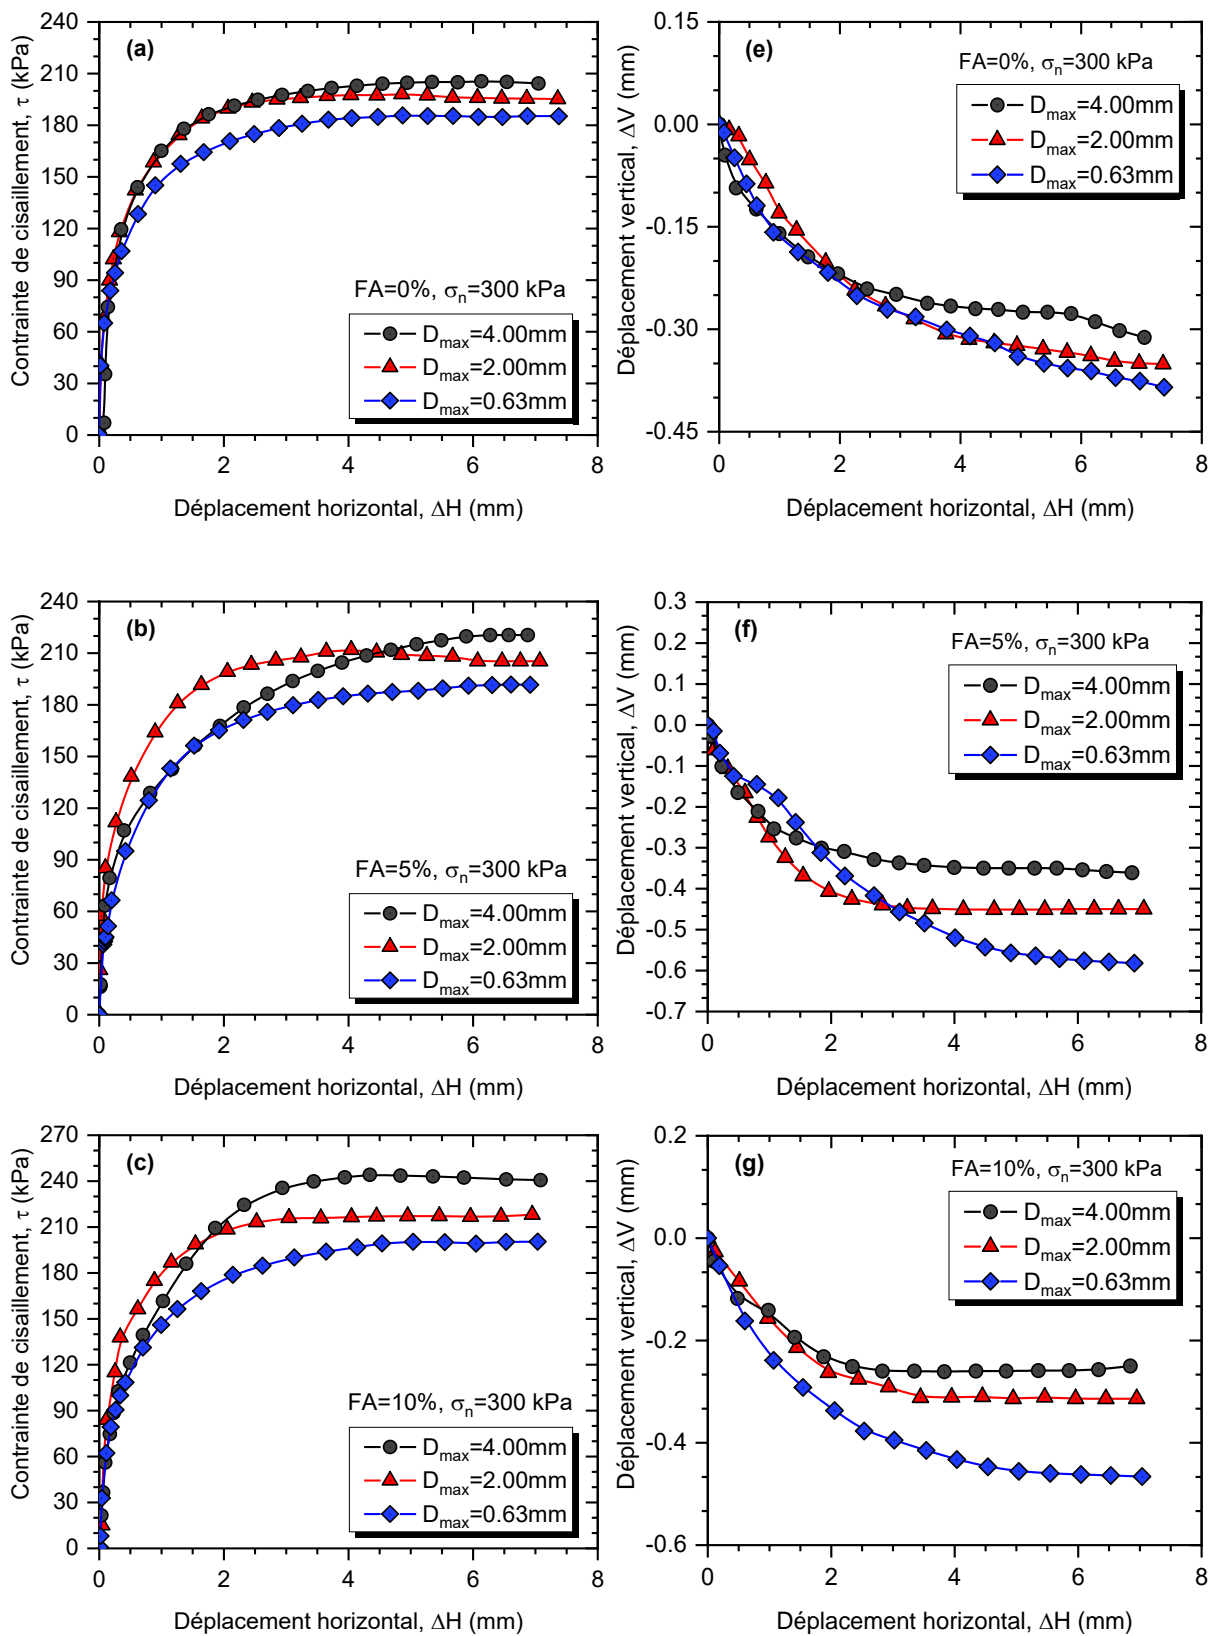 (a)
Contrainte de cisaillement, τ (kPa)
240
210
180
150
120
90
60
30
0
FA=0%, σn=300 kPa
Dmax=4.00mm
Dmax=2.00mm
Dmax=0.63mm
0 2 4 6 8
Déplacement horizontal, ΔH (mm)
(e)
Déplacement vertical, ΔV (mm)
0.15
0.00
-0.15
-0.30
-0.45
FA=0%, σn=300 kPa
Dmax=4.00mm
Dmax=2.00mm
Dmax=0.63mm
0 2 4 6 8
Déplacement horizontal, ΔH (mm)
(b)
Contrainte de cisaillement, τ (kPa)
240
210
180
150
120
90
60
30
0
FA=5%, σn=300 kPa
Dmax=4.00mm
Dmax=2.00mm
Dmax=0.63mm
0 2 4 6 8
Déplacement horizontal, ΔH (mm)
(f)
Déplacement vertical, ΔV (mm)
0.3
0.2
0.0
-0.1
-0.2
-0.3
-0.4
-0.5
-0.6
-0.7
FA=5%, σn=300 kPa
Dmax=4.00mm
Dmax=2.00mm
Dmax=0.63mm
0 2 4 6 8
Déplacement horizontal, ΔH (mm)
(c)
Contrainte de cisaillement, τ (kPa)
270
240
210
180
150
120
90
60
30
0
FA=10%, σn=300 kPa
Dmax=4.00mm
Dmax=2.00mm
Dmax=0.63mm
0 2 4 6 8
Déplacement horizontal, ΔH (mm)
(g)
Déplacement vertical, ΔV (mm)
0.2
0.0
-0.2
-0.4
-0.6
FA=10%, σn=300 kPa
Dmax=4.00mm
Dmax=2.00mm
Dmax=0.63mm
0 2 4 6 8
Déplacement horizontal, ΔH (mm)